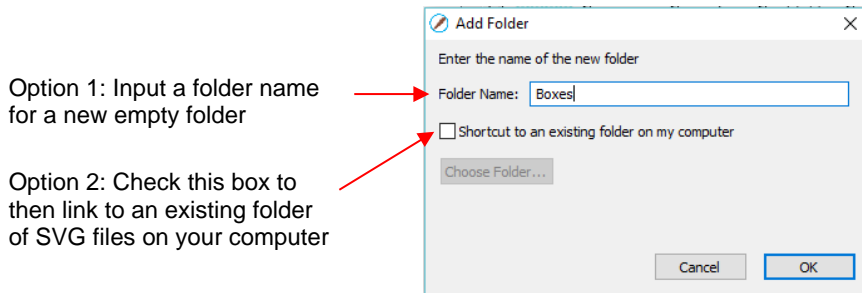 Add Folder
Enter the name of the new folder
Option 1: Input a folder name
for a new empty folder
Folder Name: Boxes
Shortcut to an existing folder on my computer
Choose Folder...
Option 2: Check this box to
then link to an existing folder
of SVG files on your computer
Cancel OK